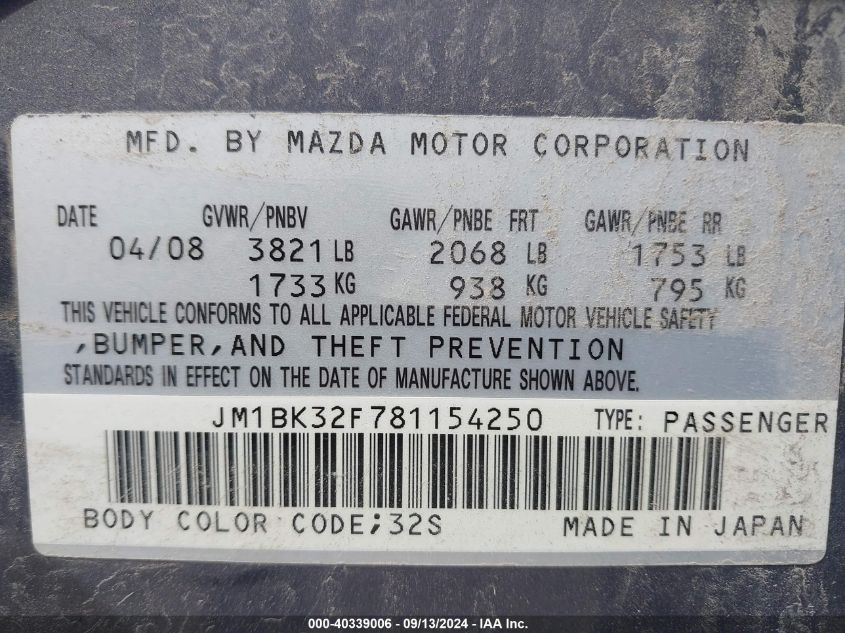 MFD. BY MAZDA MOTOR CORPORATION
DATE GVWR/PNBV GAWR/PNBE FRT GAWR/PNBE RR
04/08 3821 LB 2068 LB 1753 LB
1733 KG 938 KG 795 KG
THIS VEHICLE CONFORMS TO ALL APPLICABLE FEDERAL MOTOR VEHICLE SAFETY
,BUMPER,AND THEFT PREVENTION
STANDARDS IN EFFECT ON THE DATE OF MANUFACTURE SHOWN ABOVE.
JM1BK32F781154250 TYPE: PASSENGER
BODY COLOR CODE;32S MADE IN JAPAN
000-40339006 - 09/13/2024 - IAAI.com